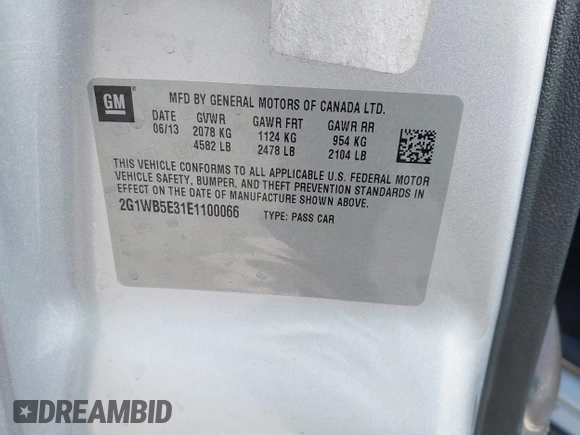 GM
MFD BY GENERAL MOTORS OF CANADA LTD.
DATE GVWR GAWR FRT GAWR RR
06/13 2078 KG 1124 KG 954 KG
4582 LB 2478 LB 2104 LB
THIS VEHICLE CONFORMS TO ALL APPLICABLE U.S. FEDERAL MOTOR
VEHICLE SAFETY, BUMPER, AND THEFT PREVENTION STANDARDS IN
EFFECT ON THE DATE OF MANUFACTURE SHOWN ABOVE.
2G1WB5E31E1100066 TYPE: PASS CAR
DREAMBID